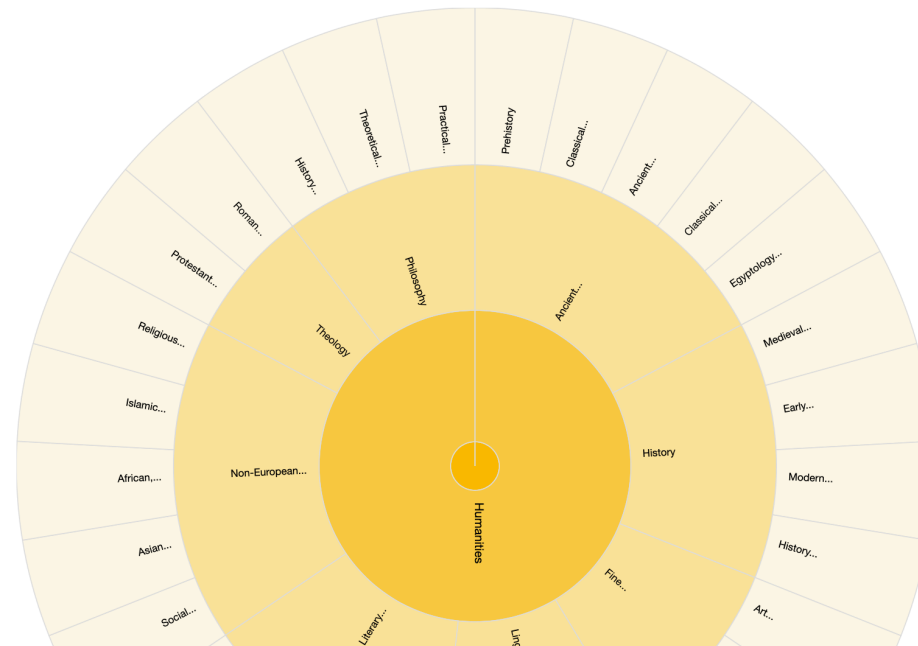 Prehistory
Classical...
Ancient...
Classical...
Egyptology...
Medieval...
Early...
Modern...
History...
Art...
Social...
Asian...
African,...
Islamic...
Religious...
Protestant...
Roman...
History...
Theoretical...
Practical...
Ancient...
History
Fine...
Ling
Literary...
Non-European...
Theology
Philosophy
Humanities